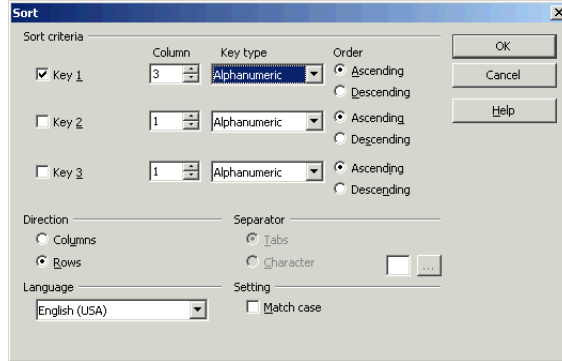 Sort
Sort criteria
Column Key type Order
Key 1 3 Alphanumeric Ascending
Descending
Key 2 1 Alphanumeric Ascending
Descending
Key 3 1 Alphanumeric Ascending
Descending
OK
Cancel
Help
Direction
Columns
Rows
Separator
Tabs
Character ...
Language
English (USA)
Setting
Match case